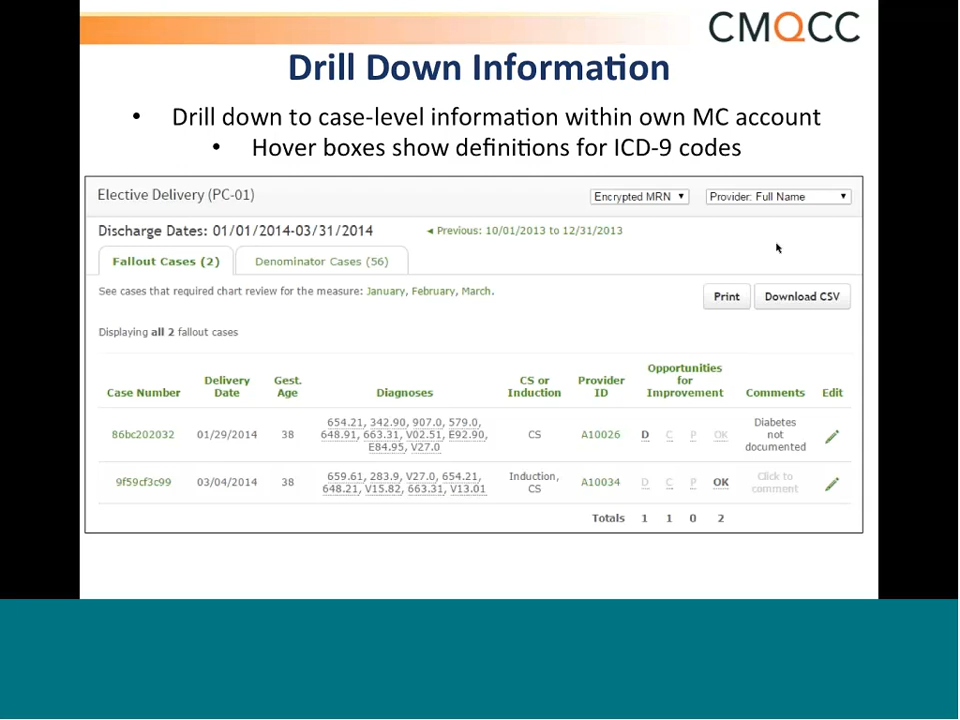 CMQCC
Drill Down Information
• Drill down to case-level information within own MC account
• Hover boxes show definitions for ICD-9 codes
Elective Delivery (PC-01)
Encrypted MRN ▼
Provider: Full Name ▼
Discharge Dates: 01/01/2014-03/31/2014
◄ Previous: 10/01/2013 to 12/31/2013
Fallout Cases (2)
Denominator Cases (56)
See cases that required chart review for the measure: January, February, March.
Print
Download CSV
Displaying all 2 fallout cases
Case Number
Delivery
Date
Gest.
Age
Diagnoses
CS or
Induction
Provider
ID
Opportunities
for
Improvement
Comments
Edit
86bc202032
01/29/2014
38
654.21, 342.90, 907.0, 579.0,
648.91, 663.31, V02.51, E92.90,
E84.95, V27.0
CS
A10026
D C P OK
Diabetes
not
documented
9f59cf3c99
03/04/2014
38
659.61, 283.9, V27.0, 654.21,
648.21, V15.82, 663.31, V13.01
Induction,
CS
A10034
D C P OK
Click to
comment
Totals 1 1 0 2